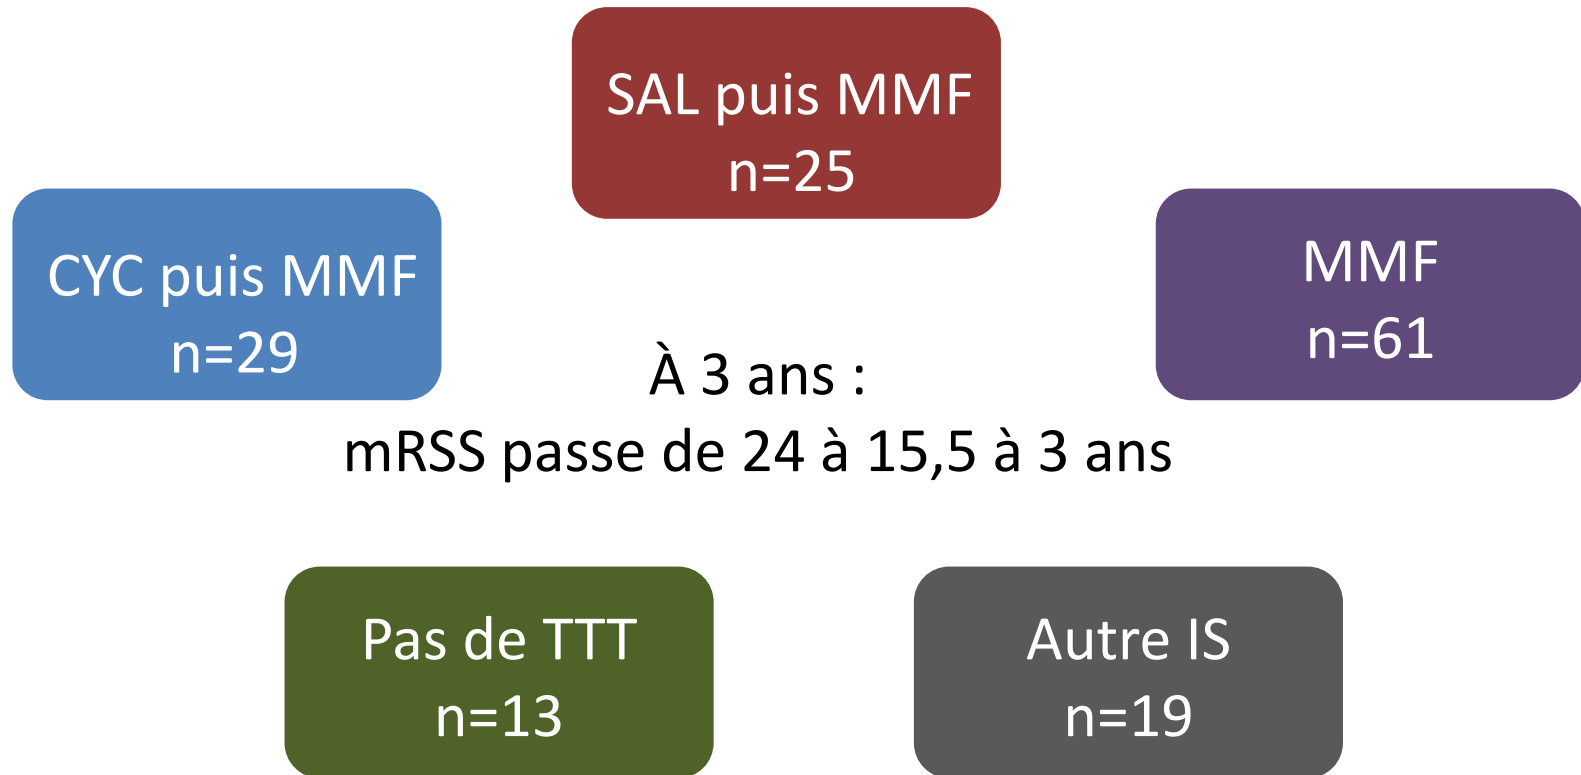 SAL puis MMF
n=25
CYC puis MMF
n=29
MMF
n=61
À 3 ans :
mRSS passe de 24 à 15,5 à 3 ans
Pas de TTT
n=13
Autre IS
n=19